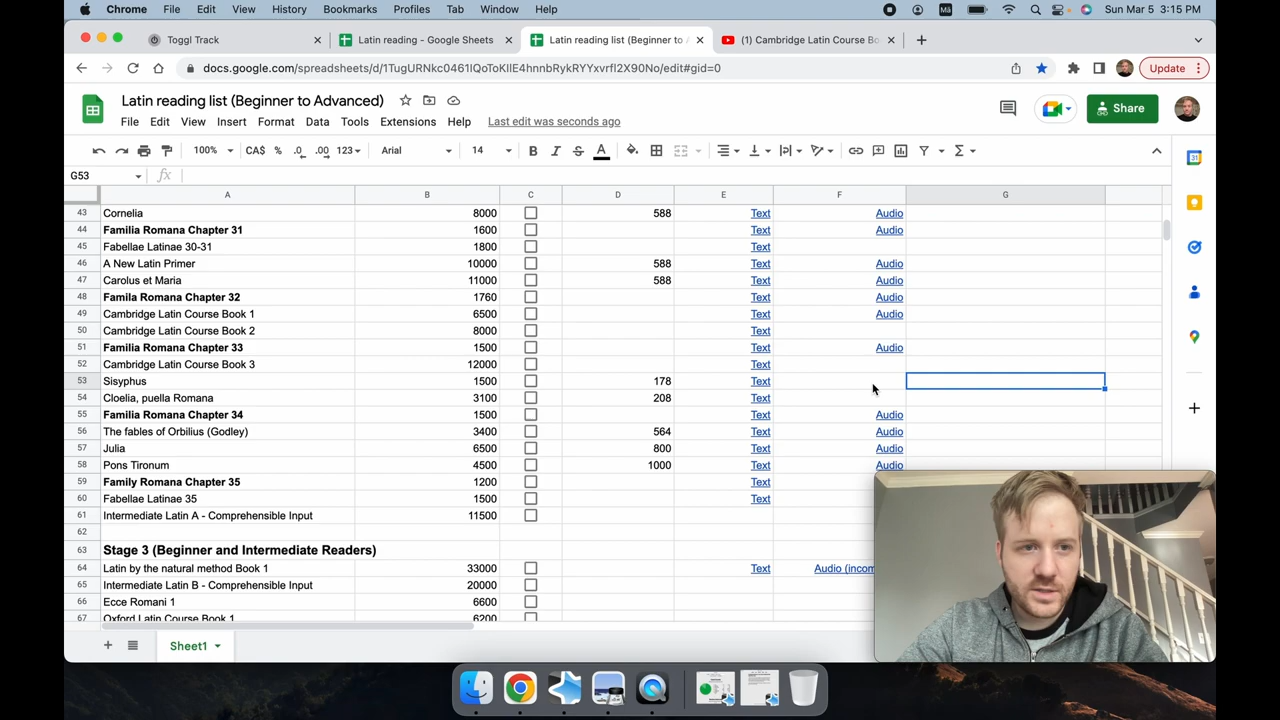 Chrome File Edit View History Bookmarks Profiles Tab Window Help Sun Mar 5 3:15 PM
Toggl Track Latin reading - Google Sheets Latin reading list (Beginner to A (1) Cambridge Latin Course Bo
docs.google.com/spreadsheets/d/1TugURNkc0461IQoToKIlE4hnnbRykRYYxvrfI2X90No/edit#gid=0 Update
Latin reading list (Beginner to Advanced)
File Edit View Insert Format Data Tools Extensions Help Last edit was seconds ago Share
100% CA$ % .0 .00 123 Arial 14 B I S A
G53 fx
A B C D E F G
43 Cornelia 8000 588 Text Audio
44 Familia Romana Chapter 31 1600 Text Audio
45 Fabellae Latinae 30-31 1800 Text
46 A New Latin Primer 10000 588 Text Audio
47 Carolus et Maria 11000 588 Text Audio
48 Famila Romana Chapter 32 1760 Text Audio
49 Cambridge Latin Course Book 1 6500 Text Audio
50 Cambridge Latin Course Book 2 8000 Text
51 Familia Romana Chapter 33 1500 Text Audio
52 Cambridge Latin Course Book 3 12000 Text
53 Sisyphus 1500 178 Text
54 Cloelia, puella Romana 3100 208 Text
55 Familia Romana Chapter 34 1500 Text Audio
56 The fables of Orbilius (Godley) 3400 564 Text Audio
57 Julia 6500 800 Text Audio
58 Pons Tironum 4500 1000 Text Audio
59 Family Romana Chapter 35 1200 Text
60 Fabellae Latinae 35 1500 Text
61 Intermediate Latin A - Comprehensible Input 11500
62
63 Stage 3 (Beginner and Intermediate Readers)
64 Latin by the natural method Book 1 33000 Text Audio (incom
65 Intermediate Latin B - Comprehensible Input 20000
66 Ecce Romani 1 6600
67 Oxford Latin Course Book 1 6200
Sheet1